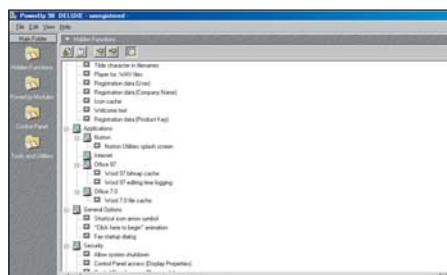 PowerUp 98 DELUXE - unregistered -
File Edit View Help
Main Folder
Hidden Functions
Hidden Functions
PowerUp Modules
Control Panel
Tools and Utilities
Tilde character in filenames
Player for .WAV files
Registration data (User)
Registration data (Company Name)
Icon cache
Welcome text
Registration data (Product Key)
Applications
Norton
Norton Utilities splash screen
Internet
Office 97
Word 97 bitmap cache
Word 97 editing time logging
Office 7.0
Word 7.0 file cache
General Options
Shortcut icon arrow symbol
"Click here to begin" animation
Fax startup dialog
Security
Allow system shutdown
Control Panel access (Display Properties)